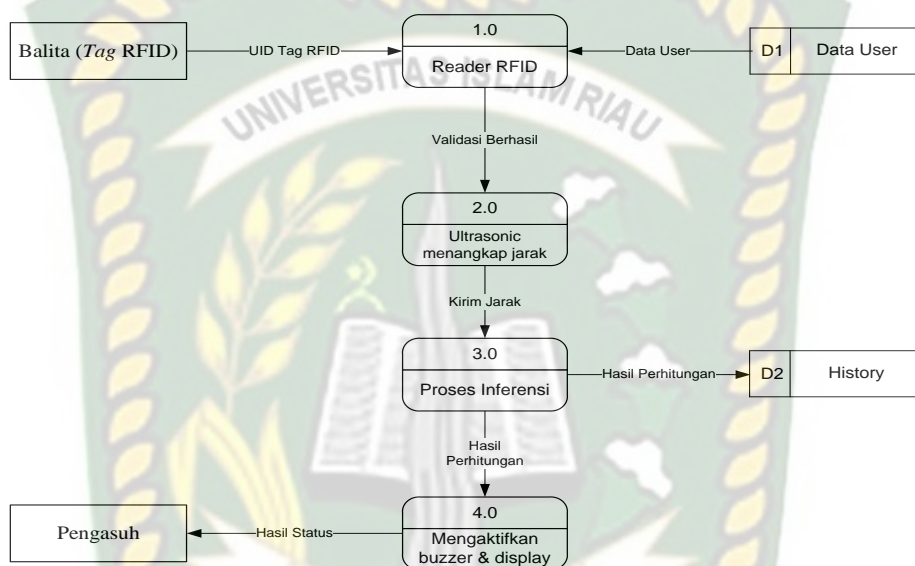 Balita (Tag RFID)
UID Tag RFID
1.0
Reader RFID
Data User
D1
Data User
UNIVERSITAS ISLAM RIAU
Validasi Berhasil
2.0
Ultrasonic
menangkap jarak
Kirim Jarak
3.0
Proses Inferensi
Hasil Perhitungan
D2
History
Hasil
Perhitungan
4.0
Mengaktifkan
buzzer & display
Hasil Status
Pengasuh